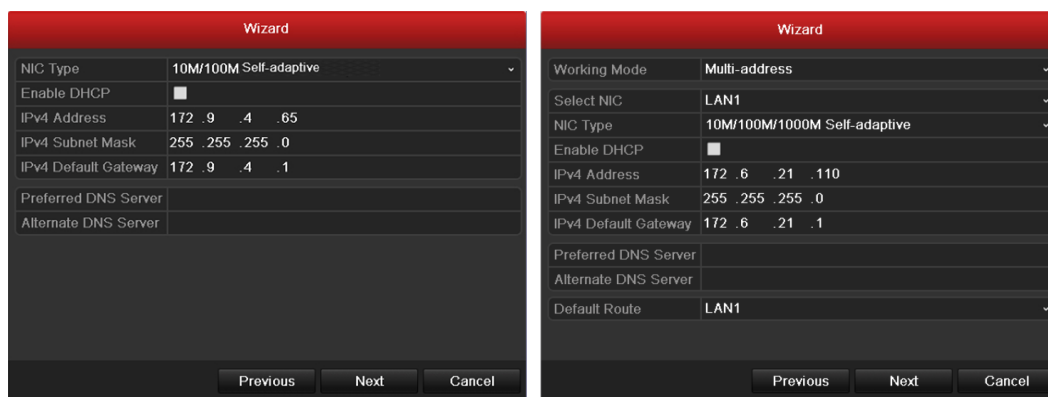 Wizard
NIC Type 10M/100M Self-adaptive
Enable DHCP
IPv4 Address 172 .9 .4 .65
IPv4 Subnet Mask 255 .255 .255 .0
IPv4 Default Gateway 172 .9 .4 .1
Preferred DNS Server
Alternate DNS Server
Previous Next Cancel
Wizard
Working Mode Multi-address
Select NIC LAN1
NIC Type 10M/100M/1000M Self-adaptive
Enable DHCP
IPv4 Address 172 .6 .21 .110
IPv4 Subnet Mask 255 .255 .255 .0
IPv4 Default Gateway 172 .6 .21 .1
Preferred DNS Server
Alternate DNS Server
Default Route LAN1
Previous Next Cancel